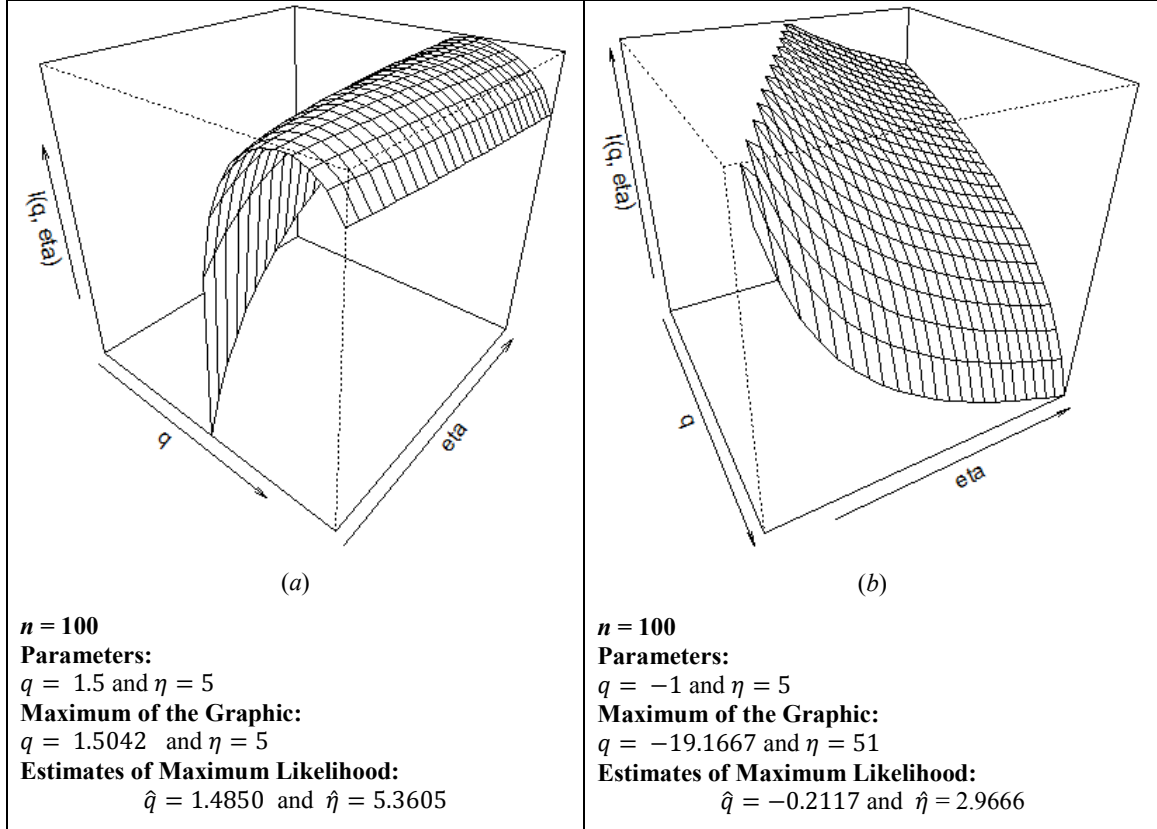 l(q, eta)
q
eta
(a)
n = 100
Parameters:
q = 1.5 and η = 5
Maximum of the Graphic:
q = 1.5042 and η = 5
Estimates of Maximum Likelihood:
q̂ = 1.4850 and η̂ = 5.3605
l(q, eta)
q
eta
(b)
n = 100
Parameters:
q = −1 and η = 5
Maximum of the Graphic:
q = −19.1667 and η = 51
Estimates of Maximum Likelihood:
q̂ = −0.2117 and η̂ = 2.9666